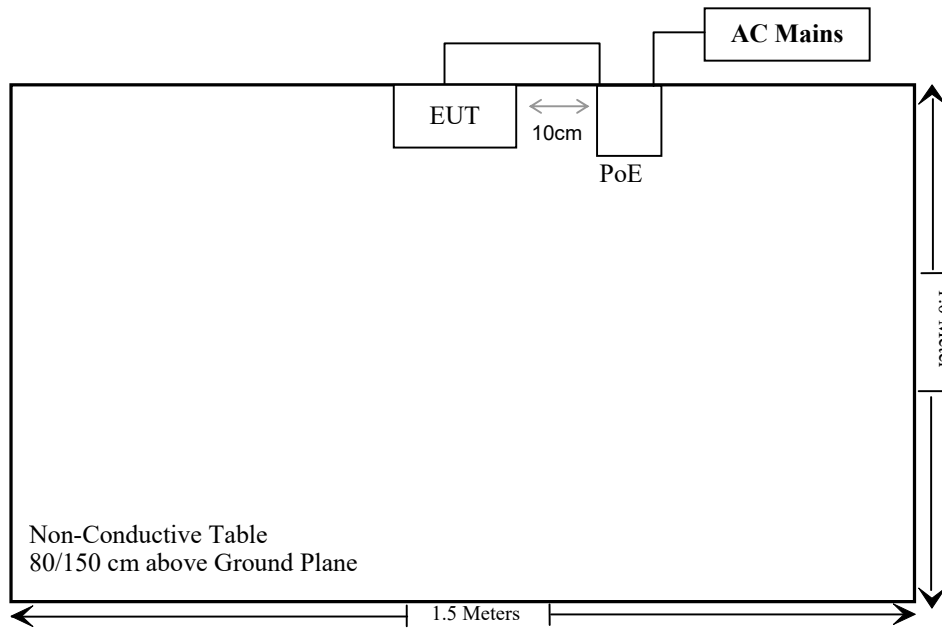 AC Mains
EUT
10cm
PoE
Non-Conductive Table
80/150 cm above Ground Plane
1.5 Meters